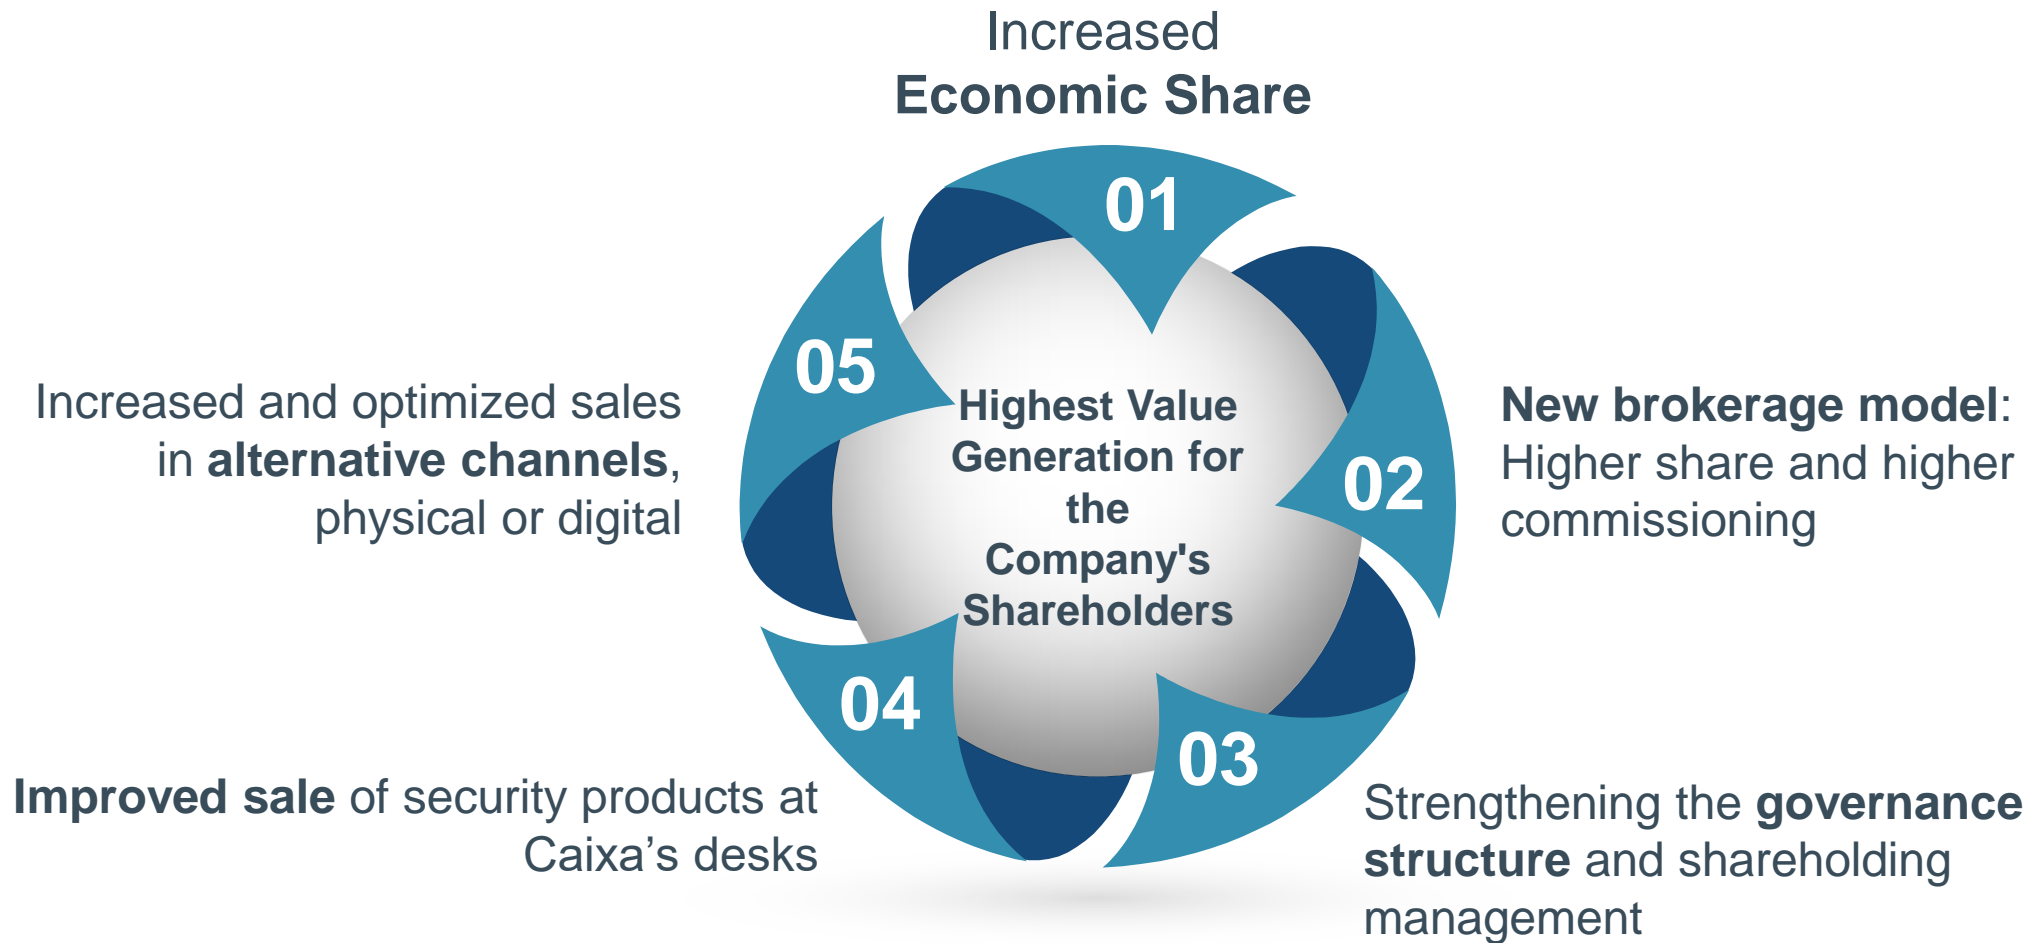 Increased
Economic Share
01
02
New brokerage model:
Higher share and higher
commissioning
03
Strengthening the governance
structure and shareholding
management
04
Improved sale of security products at
Caixa’s desks
05
Increased and optimized sales
in alternative channels,
physical or digital
Highest Value
Generation for
the
Company's
Shareholders